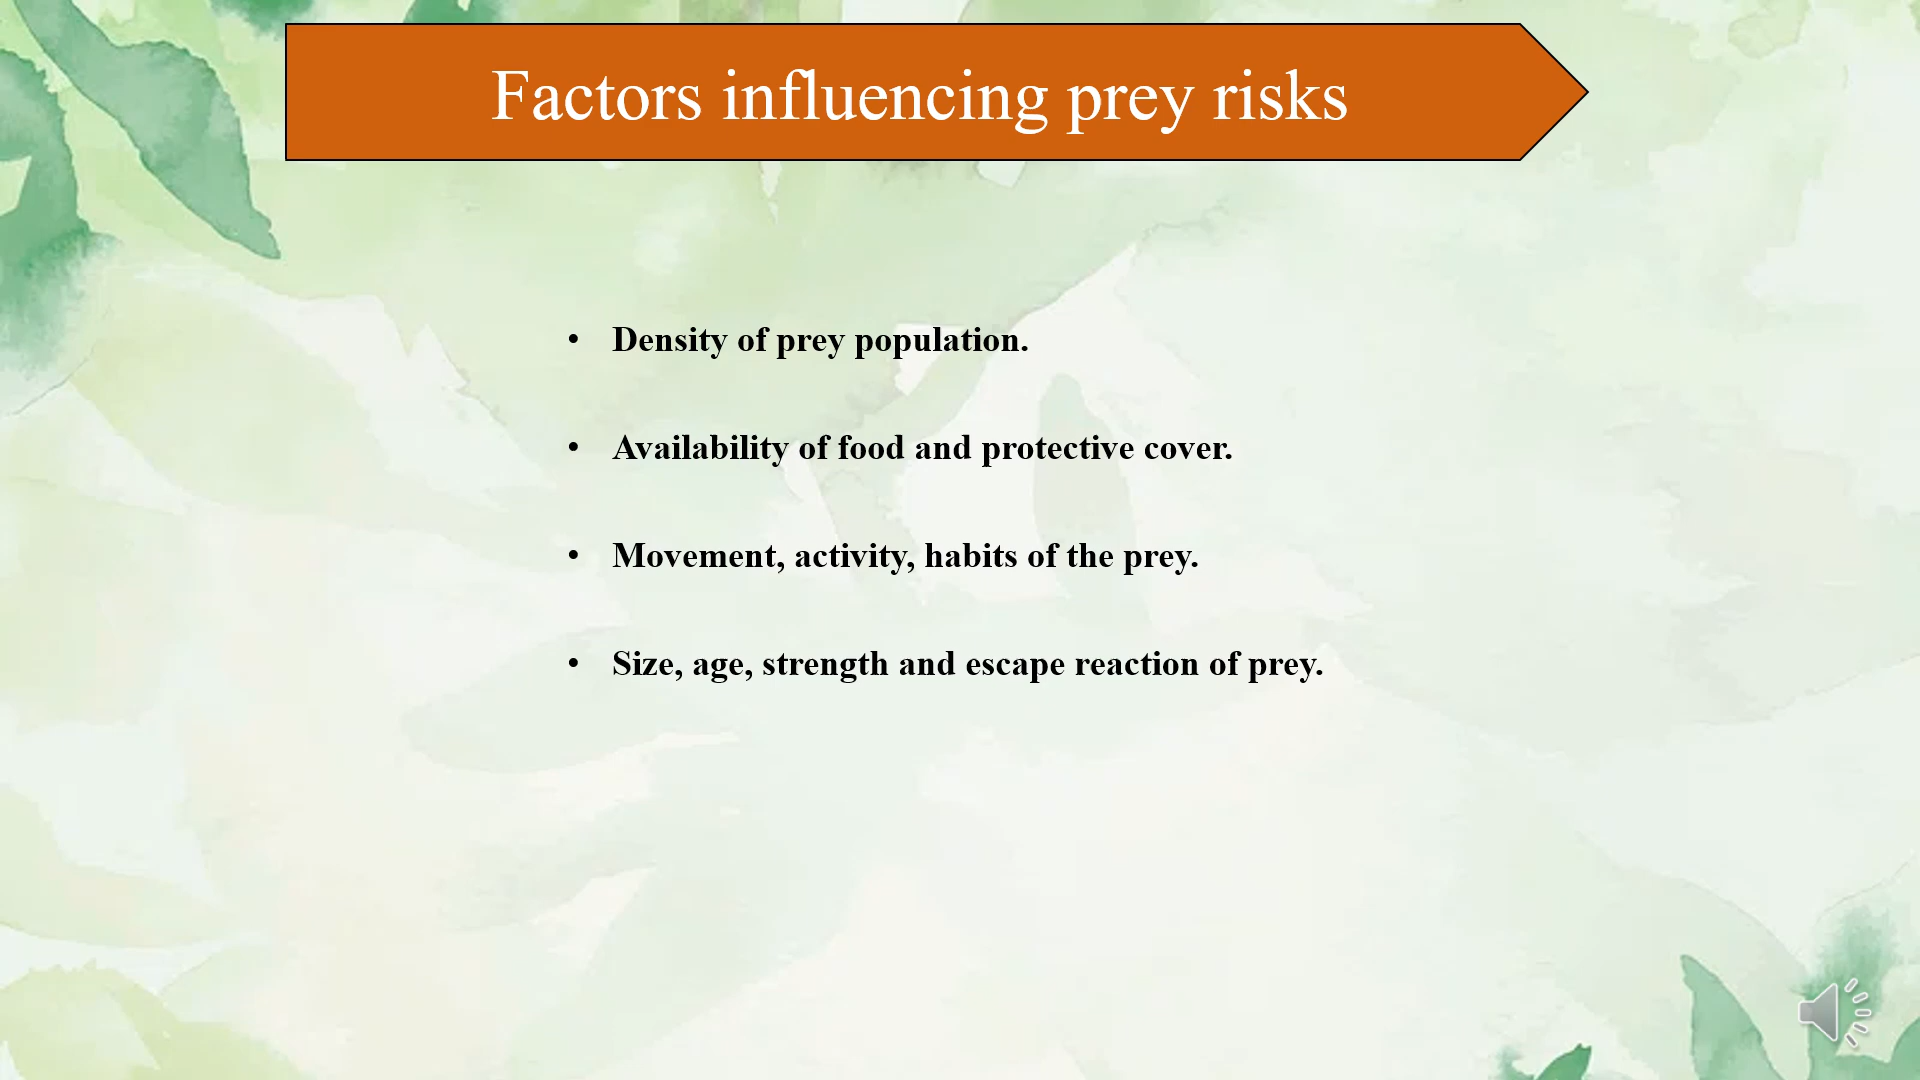 Factors influencing prey risks
• Density of prey population.
• Availability of food and protective cover.
• Movement, activity, habits of the prey.
• Size, age, strength and escape reaction of prey.